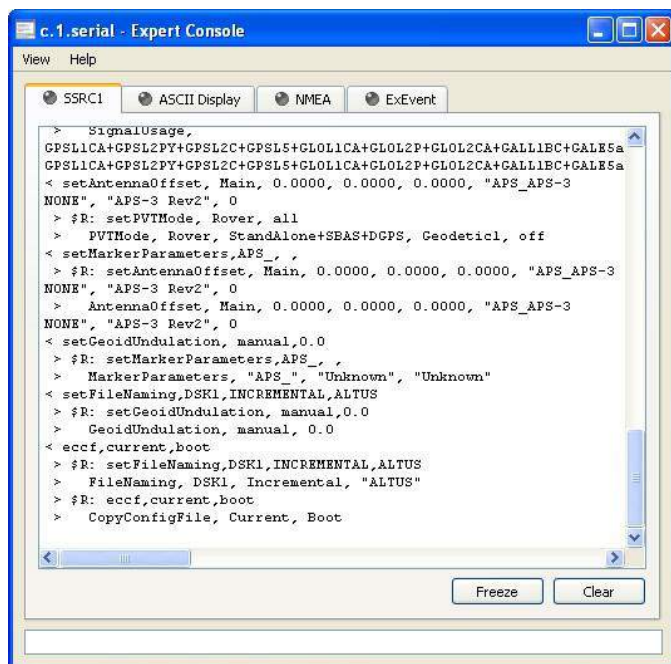 c.1.serial - Expert Console
View Help
SSRC1 ASCII Display NMEA ExEvent
> SignalUsage,
GPSL1CA+GPSL2PY+GPSL2C+GPSL5+GLOL1CA+GLOL2P+GLOL2CA+GALL1BC+GALE5a
GPSL1CA+GPSL2PY+GPSL2C+GPSL5+GLOL1CA+GLOL2P+GLOL2CA+GALL1BC+GALE5a
< setAntennaOffset, Main, 0.0000, 0.0000, 0.0000, "APS_APS-3
NONE", "APS-3 Rev2", 0
> $R: setPVTMode, Rover, all
> PVTMode, Rover, StandAlone+SBAS+DGPS, Geodetic1, off
< setMarkerParameters,APS_, ,
> $R: setAntennaOffset, Main, 0.0000, 0.0000, 0.0000, "APS_APS-3
NONE", "APS-3 Rev2", 0
> AntennaOffset, Main, 0.0000, 0.0000, 0.0000, "APS_APS-3
NONE", "APS-3 Rev2", 0
< setGeoidUndulation, manual,0.0
> $R: setMarkerParameters,APS_, ,
> MarkerParameters, "APS_", "Unknown", "Unknown"
< setFileNaming,DSK1,INCREMENTAL,ALTUS
> $R: setGeoidUndulation, manual,0.0
> GeoidUndulation, manual, 0.0
< eccf,current,boot
> $R: setFileNaming,DSK1,INCREMENTAL,ALTUS
> FileNaming, DSK1, Incremental, "ALTUS"
> $R: eccf,current,boot
> CopyConfigFile, Current, Boot
Freeze Clear